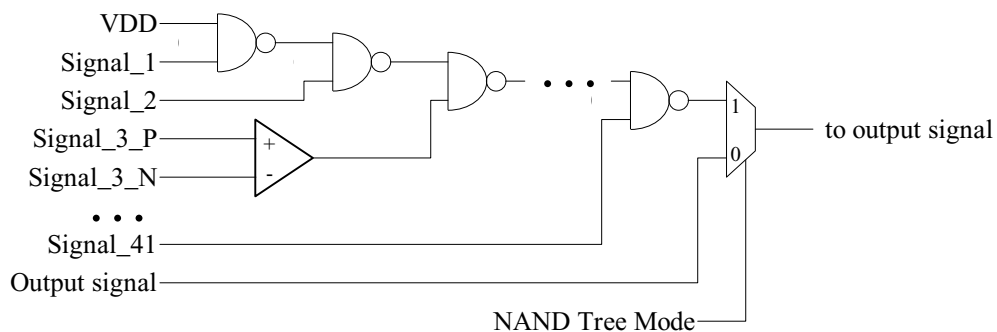 VDD
Signal_1
Signal_2
Signal_3_P
+
Signal_3_N
-
• • •
• • •
Signal_41
Output signal
1
0
to output signal
NAND Tree Mode